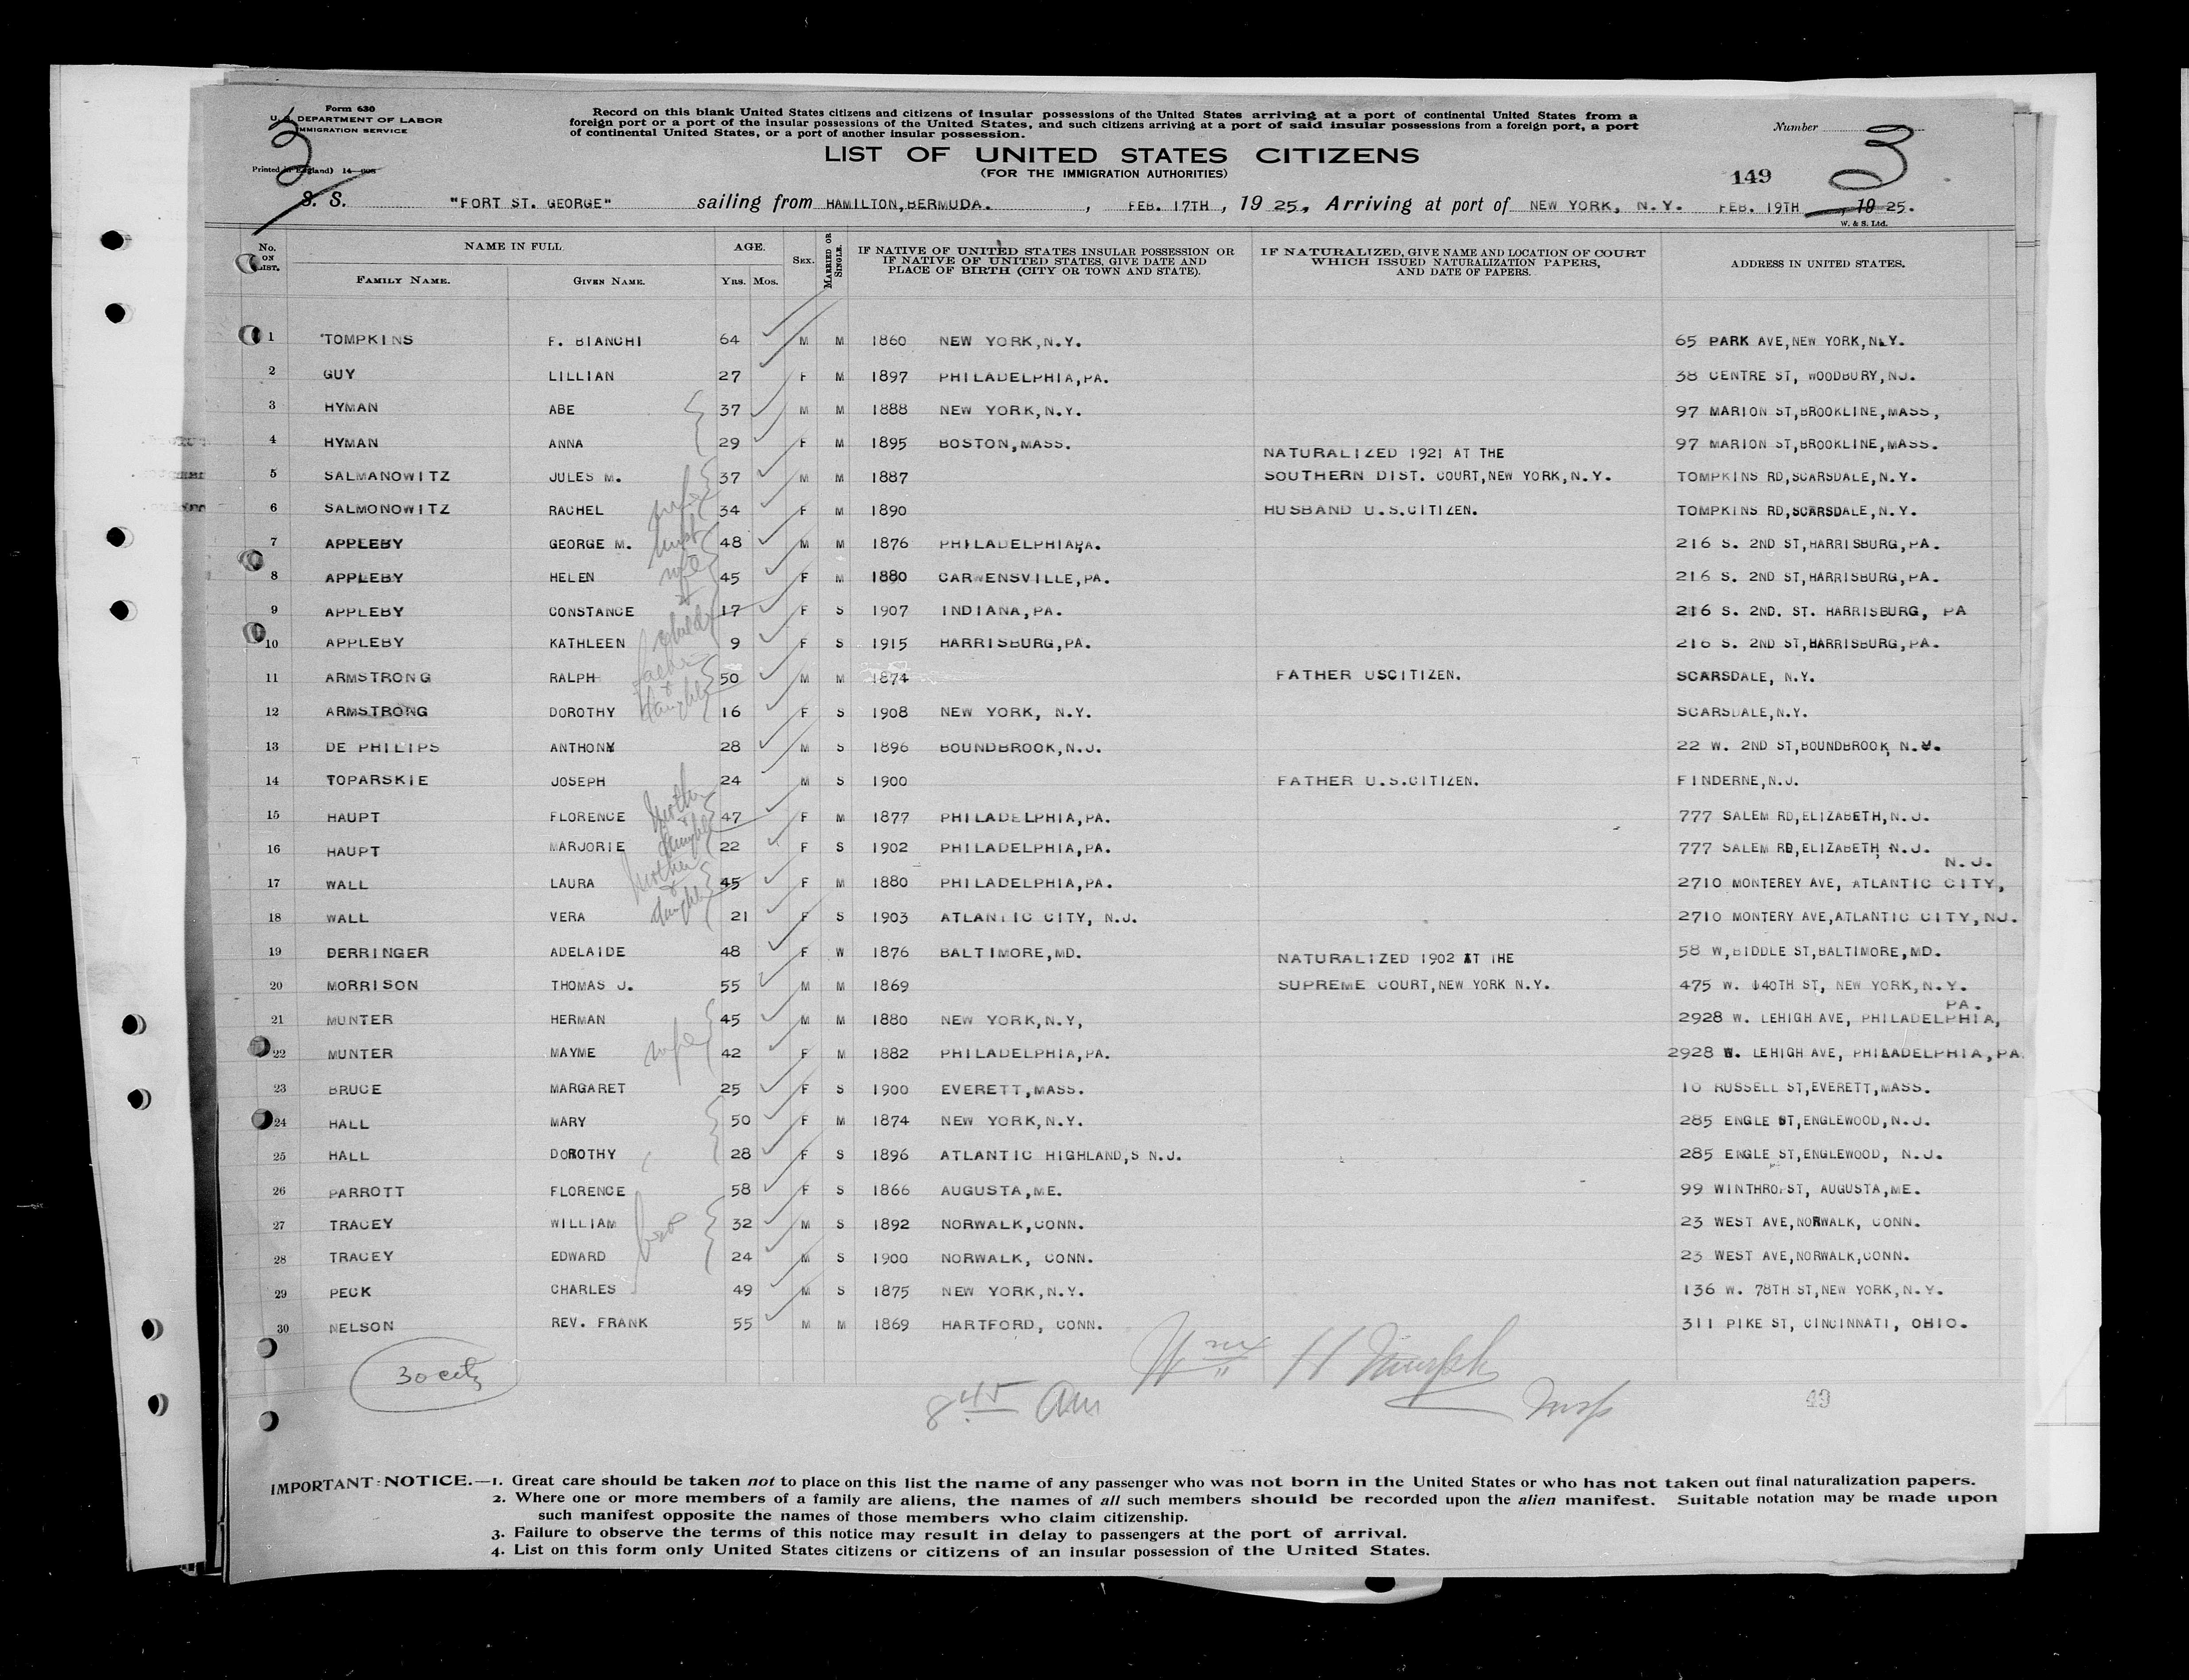 Form 630
U. S. DEPARTMENT OF LABOR
IMMIGRATION SERVICE
Record on this blank United States citizens and citizens of insular possessions of the United States arriving at a port of continental United States from a
foreign port or a port of the insular possessions of the United States, and such citizens arriving at a port of said insular possessions from a foreign port, a port
of continental United States, or a port of another insular possession.
Number 3
3
LIST OF UNITED STATES CITIZENS
(FOR THE IMMIGRATION AUTHORITIES)
149
S. S. "FORT ST. GEORGE" sailing from HAMILTON, BERMUDA. , FEB. 17TH , 19 25, Arriving at port of NEW YORK, N.Y. FEB. 19TH , 19 25.
W. & S. Ltd.
No. ON LIST. NAME IN FULL AGE. SEX. MARRIED OR SINGLE. IF NATIVE OF UNITED STATES INSULAR POSSESSION OR IF NATIVE OF UNITED STATES, GIVE DATE AND PLACE OF BIRTH (CITY OR TOWN AND STATE). IF NATURALIZED, GIVE NAME AND LOCATION OF COURT WHICH ISSUED NATURALIZATION PAPERS, AND DATE OF PAPERS. ADDRESS IN UNITED STATES.
FAMILY NAME. GIVEN NAME. YRS. MOS.
1 TOMPKINS F. BIANCHI 64 M M 1860 NEW YORK,N.Y. 65 PARK AVE,NEW YORK,N.Y.
2 GUY LILLIAN 27 F M 1897 PHILADELPHIA,PA. 38 CENTRE ST, WOODBURY,NJ.
3 HYMAN ABE 37 M M 1888 NEW YORK,N.Y. 97 MARION ST,BROOKLINE,MASS,
4 HYMAN ANNA 29 F M 1895 BOSTON,MASS. 97 MARION ST,BROOKLINE,MASS.
NATURALIZED 1921 AT THE
5 SALMANOWITZ JULES M. 37 M M 1887 SOUTHERN DIST. COURT,NEW YORK,N.Y. TOMPKINS RD,SCARSDALE,N.Y.
6 SALMONOWITZ RACHEL wife 34 F M 1890 HUSBAND U.S.CITIZEN. TOMPKINS RD,SCARSDALE,N.Y.
7 APPLEBY GEORGE M. 48 M M 1876 PHILADELPHIAPA. 216 S. 2ND ST,HARRISBURG,PA.
8 APPLEBY HELEN wife 45 F M 1880 CARWENSVILLE,PA. 216 S. 2ND ST,HARRISBURG,PA.
9 APPLEBY CONSTANCE & 17 F S 1907 INDIANA,PA. 216 S. 2ND. ST. HARRISBURG, PA
10 APPLEBY KATHLEEN 9 F S 1915 HARRISBURG,PA. 216 S. 2ND ST,HARRISBURG,PA.
11 ARMSTRONG RALPH father 50 M M 1874 FATHER USCITIZEN. SCARSDALE, N.Y.
12 ARMSTRONG DOROTHY & daughter 16 F S 1908 NEW YORK, N.Y. SCARSDALE,N.Y.
13 DE PHILIPS ANTHONY 28 M S 1896 BOUNDBROOK,N.J. 22 W. 2ND ST,BOUNDBROOK, N.
14 TOPARSKIE JOSEPH 24 M S 1900 FATHER U.S.CITIZEN. FINDERNE,N.J.
15 HAUPT FLORENCE Mother 47 F M 1877 PHILADELPHIA,PA. 777 SALEM RD,ELIZABETH,N.J.
16 HAUPT MARJORIE & daughter 22 F S 1902 PHILADELPHIA,PA. 777 SALEM RD,ELIZABETH, N.J.
N.J.
17 WALL LAURA Mother 45 F M 1880 PHILADELPHIA,PA. 2710 MONTEREY AVE, ATLANTIC CITY,
18 WALL VERA & daughter 21 F S 1903 ATLANTIC CITY, N.J. 2710 MONTERY AVE,ATLANTIC CITY,NJ.
19 DERRINGER ADELAIDE 48 F W 1876 BALTIMORE,MD. 58 W,BIDDLE ST,BALTIMORE,MD.
NATURALIZED 1902 AT THE
20 MORRISON THOMAS J. 55 M M 1869 SUPREME COURT,NEW YORK N.Y. 475 W. 140TH ST, NEW YORK,N.Y.
PA.
21 MUNTER HERMAN 45 M M 1880 NEW YORK,N.Y, 2928 W. LEHIGH AVE, PHILADELPHIA,
22 MUNTER MAYME wife 42 F M 1882 PHILADELPHIA,PA. 2928 W. LEHIGH AVE, PHILADELPHIA,PA.
23 BRUCE MARGARET 25 F S 1900 EVERETT,MASS. 10 RUSSELL ST,EVERETT,MASS.
24 HALL MARY 50 F M 1874 NEW YORK,N.Y. 285 ENGLE ST,ENGLEWOOD,N.J.
25 HALL DOROTHY 28 F S 1896 ATLANTIC HIGHLAND,S N.J. 285 ENGLE ST,ENGLEWOOD, N.J.
26 PARROTT FLORENCE 58 F S 1866 AUGUSTA,ME. 99 WINTHROP ST, AUGUSTA,ME.
27 TRACEY WILLIAM bro 32 M S 1892 NORWALK,CONN. 23 WEST AVE,NORWALK, CONN.
28 TRACEY EDWARD 24 M S 1900 NORWALK, CONN. 23 WEST AVE,NORWALK,CONN.
29 PECK CHARLES 49 M S 1875 NEW YORK,N.Y. 136 W. 78TH ST,NEW YORK,N.Y.
30 NELSON REV. FRANK 55 M M 1869 HARTFORD, CONN. 311 PIKE ST, CINCINNATI, OHIO.
30 citz
Wm H Murph
8 45 am Insp
49
IMPORTANT NOTICE.—1. Great care should be taken not to place on this list the name of any passenger who was not born in the United States or who has not taken out final naturalization papers.
2. Where one or more members of a family are aliens, the names of all such members should be recorded upon the alien manifest. Suitable notation may be made upon
such manifest opposite the names of those members who claim citizenship.
3. Failure to observe the terms of this notice may result in delay to passengers at the port of arrival.
4. List on this form only United States citizens or citizens of an insular possession of the United States.